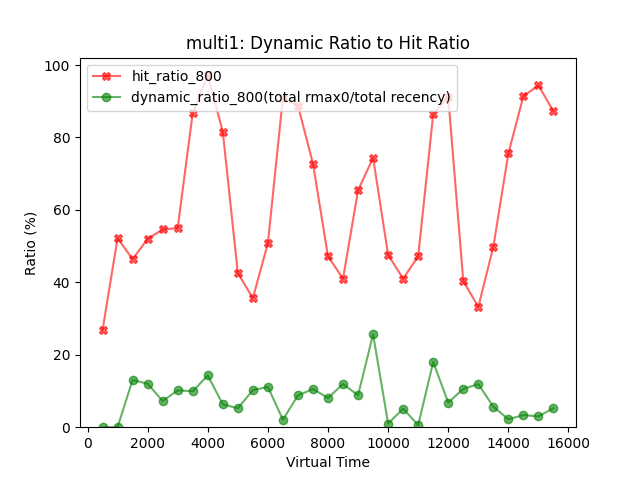 multi1: Dynamic Ratio to Hit Ratio
hit_ratio_800
dynamic_ratio_800(total rmax0/total recency)
Ratio (%)
100
80
60
40
20
0
0 2000 4000 6000 8000 10000 12000 14000 16000
Virtual Time